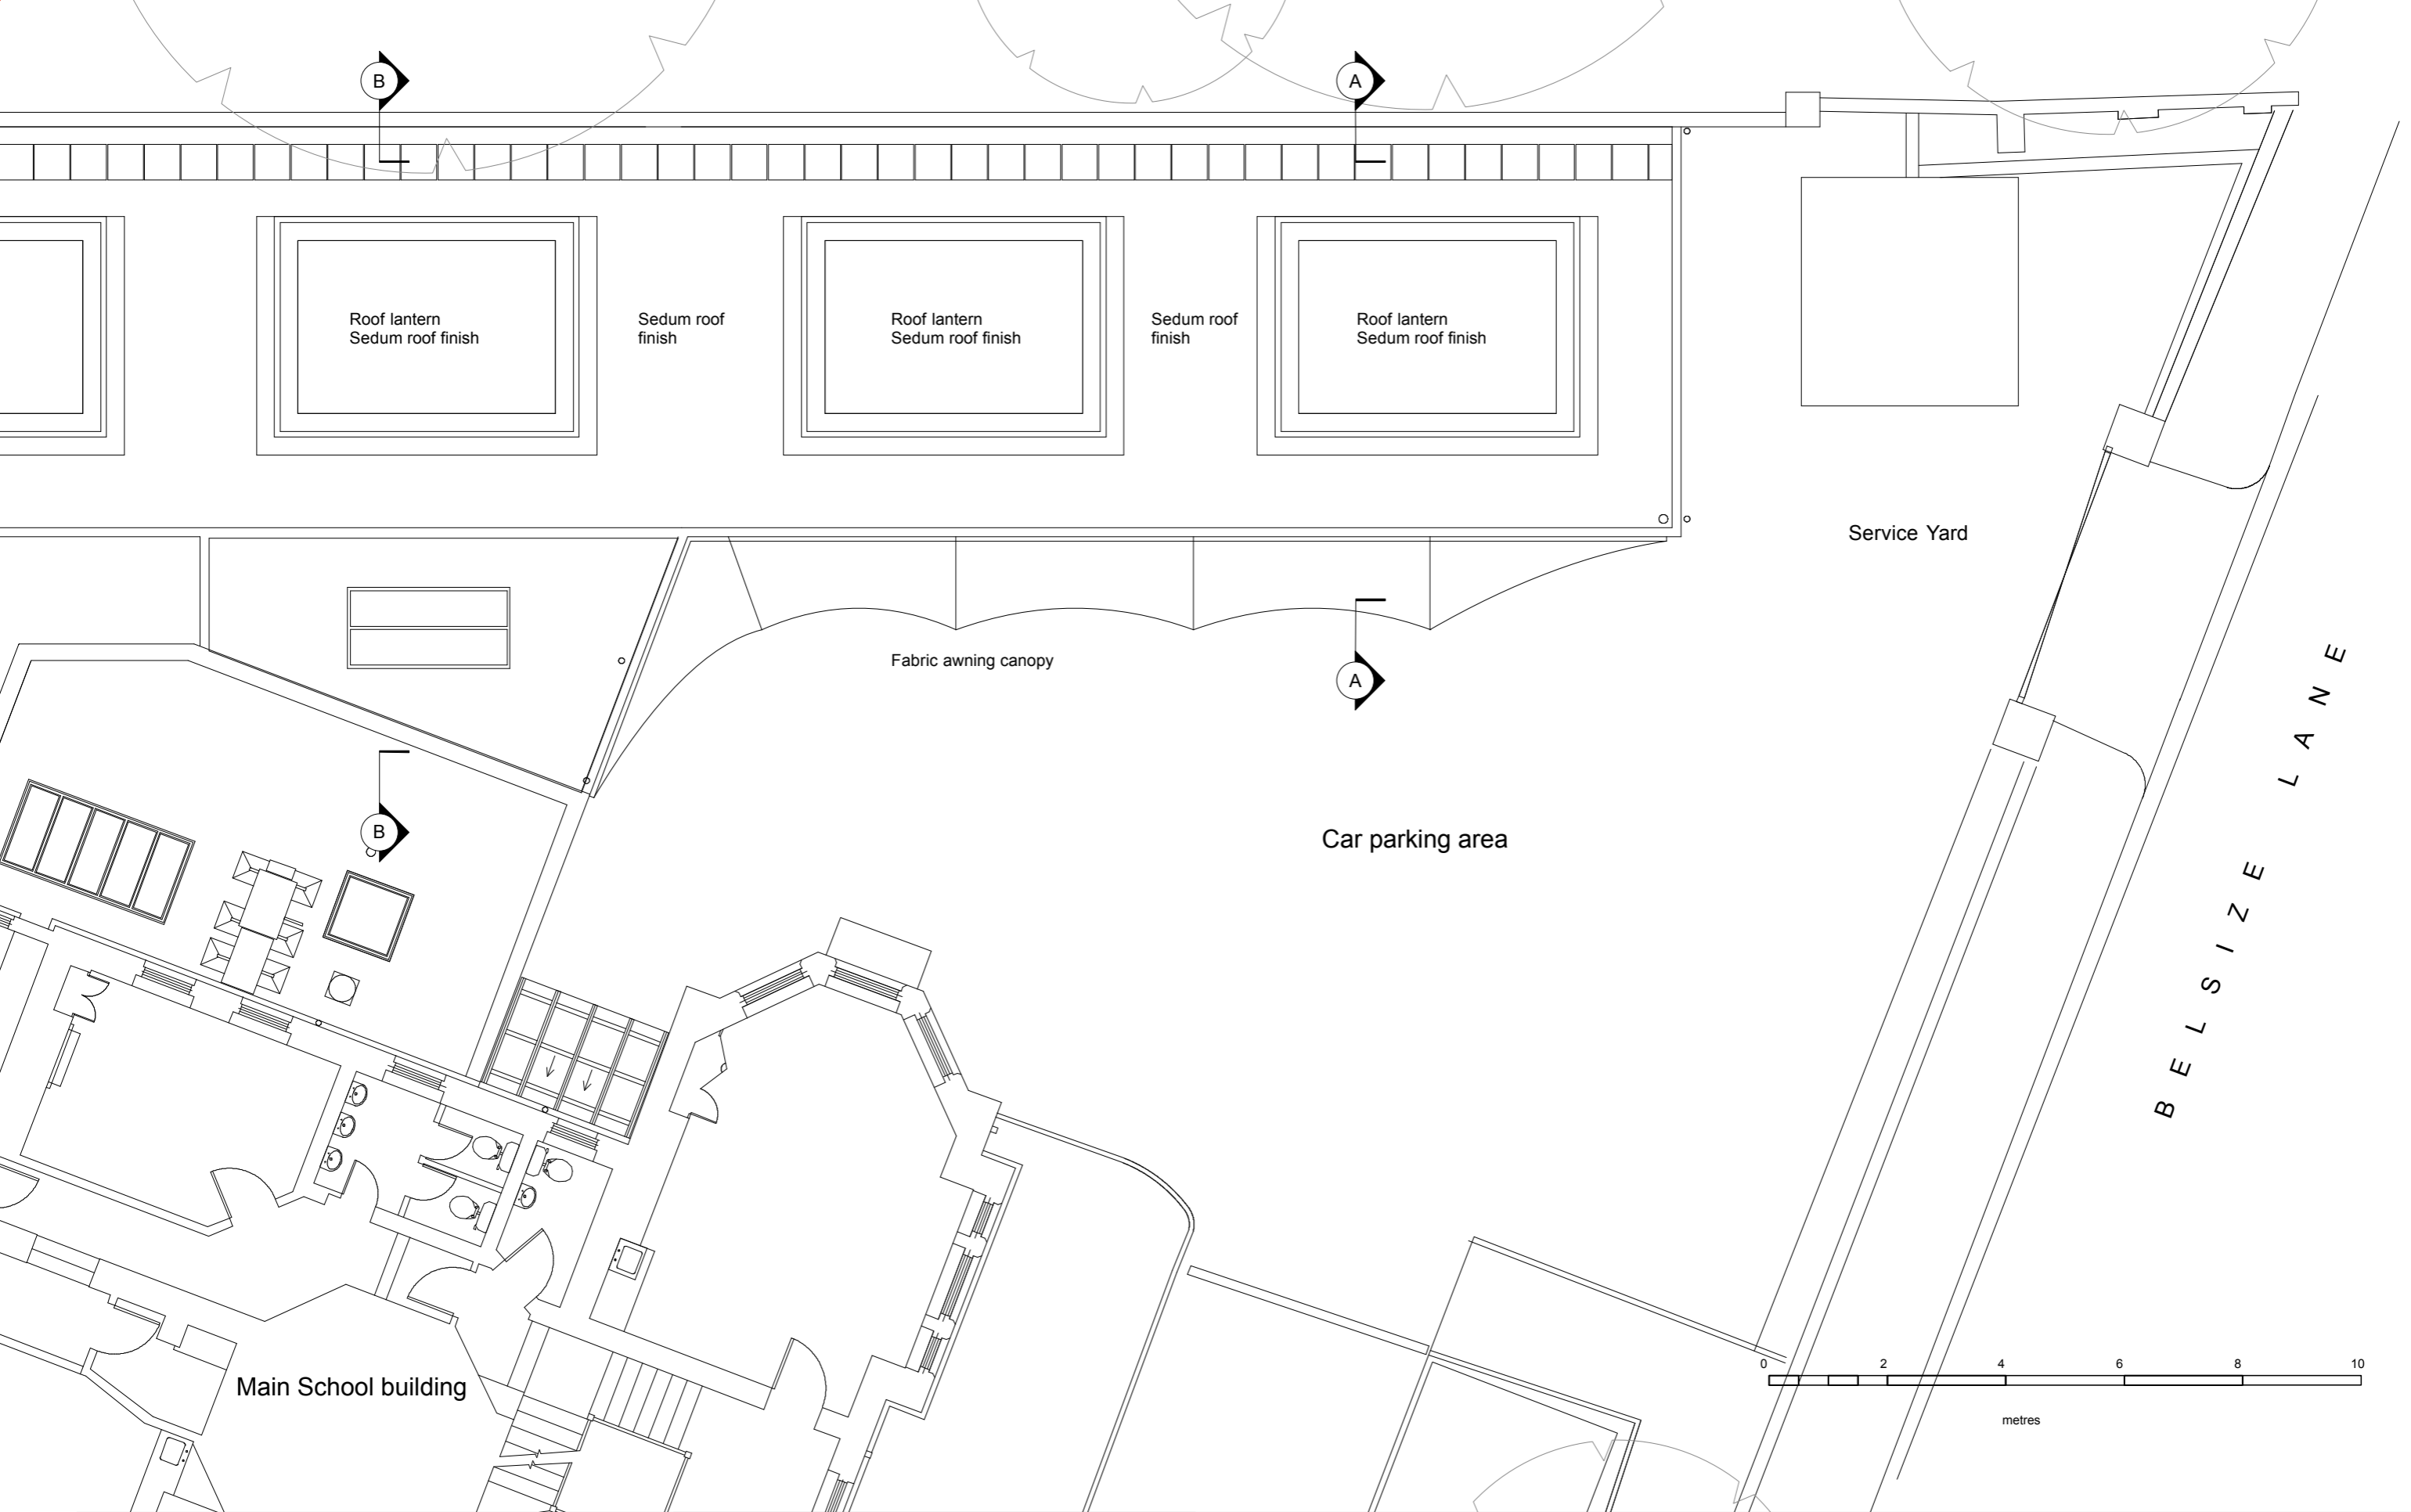 B
A
Roof lantern
Sedum roof finish
Sedum roof
finish
Roof lantern
Sedum roof finish
Sedum roof
finish
Roof lantern
Sedum roof finish
Service Yard
Fabric awning canopy
A
B
Car parking area
BELSIZE LANE
Main School building
0 2 4 6 8 10
metres